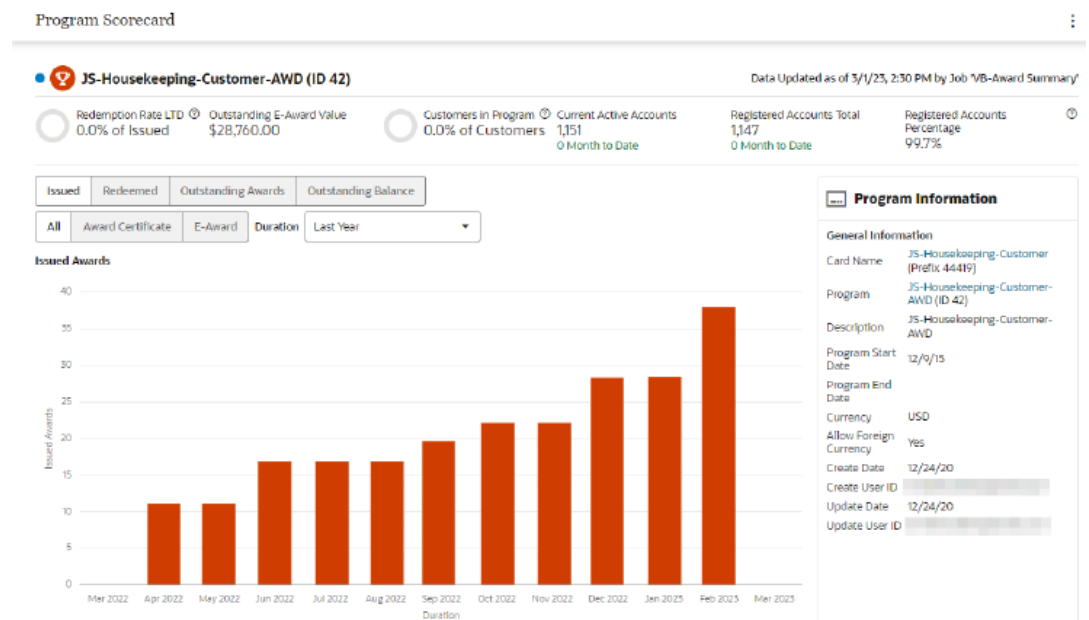 Program Scorecard
JS-Housekeeping-Customer-AWD (ID 42)
Data Updated as of 3/1/23, 2:30 PM by Job 'VB-Award Summary'
Redemption Rate LTD
0.0% of Issued
Outstanding E-Award Value
$28,760.00
Customers in Program
0.0% of Customers
Current Active Accounts
1,151
0 Month to Date
Registered Accounts Total
1,147
0 Month to Date
Registered Accounts
Percentage
99.7%
Issued Redeemed Outstanding Awards Outstanding Balance
All Award Certificate E-Award Duration Last Year
Issued Awards
40
35
30
25
20
15
10
5
0
Issued Awards
Mar 2022 Apr 2022 May 2022 Jun 2022 Jul 2022 Aug 2022 Sep 2022 Oct 2022 Nov 2022 Dec 2022 Jan 2023 Feb 2023 Mar 2023
Duration
Program Information
General Information
Card Name
JS-Housekeeping-Customer
(Prefix 44419)
Program
JS-Housekeeping-Customer-
AWD (ID 42)
Description
JS-Housekeeping-Customer-
AWD
Program Start
Date
12/9/15
Program End
Date
Currency USD
Allow Foreign
Currency
Yes
Create Date 12/24/20
Create User ID
Update Date 12/24/20
Update User ID